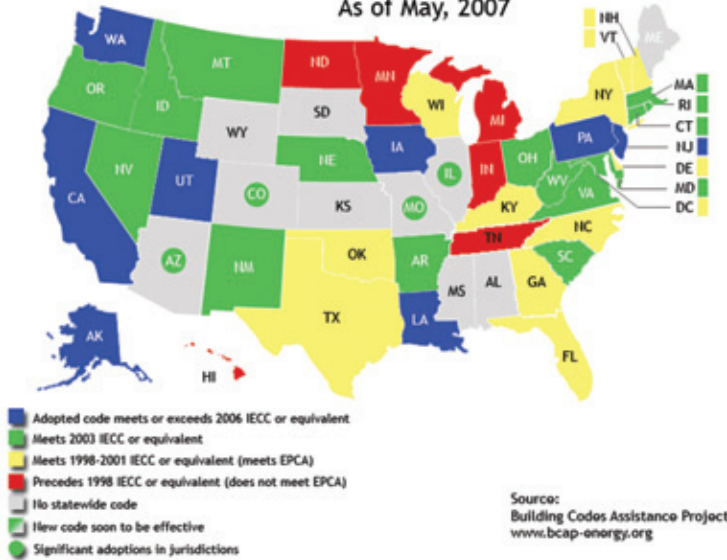 As of May, 2007
WA
MT
ND
MN
OR
ID
SD
WI
MI
WY
NE
IA
NY
NH
VT
ME
MA
RI
CT
NJ
DE
MD
DC
PA
OH
IN
IL
NV
UT
CO
KS
MO
WV
VA
KY
CA
AZ
NM
OK
AR
TN
NC
SC
TX
LA
MS
AL
GA
FL
AK
HI
Adopted code meets or exceeds 2006 IECC or equivalent
Meets 2003 IECC or equivalent
Meets 1998-2001 IECC or equivalent (meets EPCA)
Precedes 1998 IECC or equivalent (does not meet EPCA)
No statewide code
New code soon to be effective
Significant adoptions in jurisdictions
Source:
Building Codes Assistance Project
www.bcap-energy.org